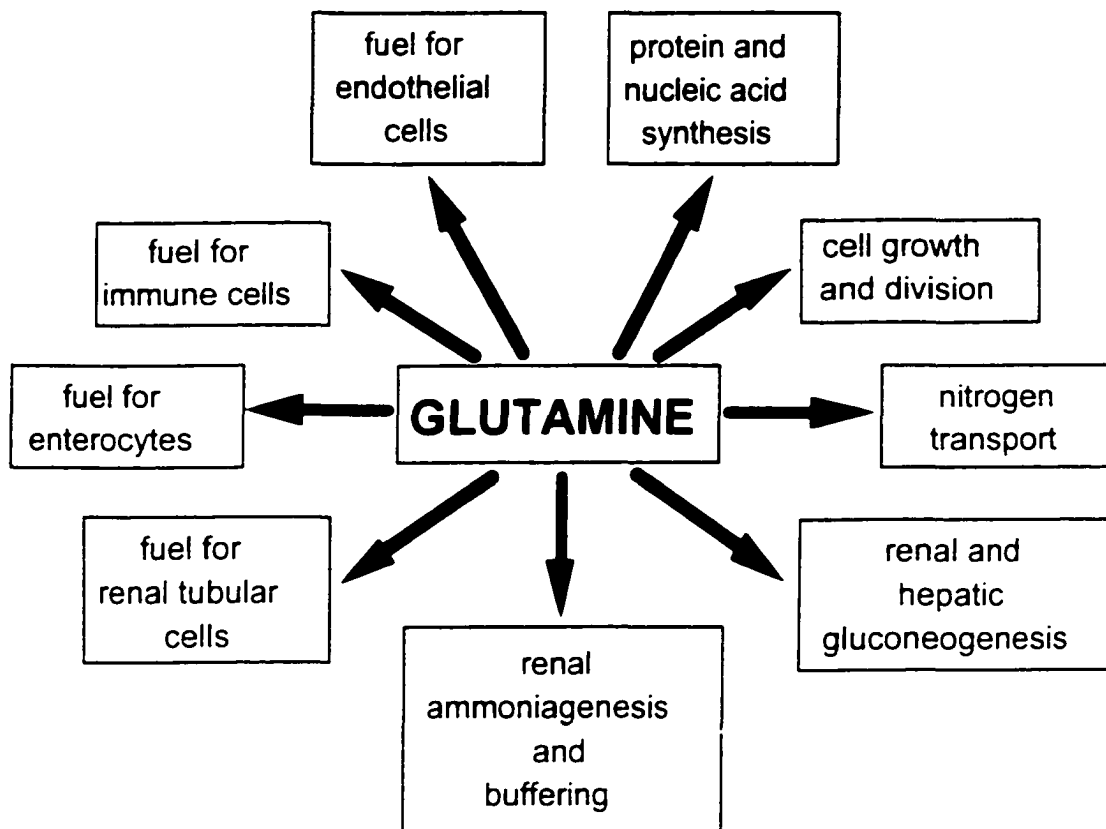 fuel for
endothelial
cells
protein and
nucleic acid
synthesis
fuel for
immune cells
cell growth
and division
fuel for
enterocytes
GLUTAMINE
nitrogen
transport
fuel for
renal tubular
cells
renal
ammoniagenesis
and
buffering
renal and
hepatic
gluconeogenesis